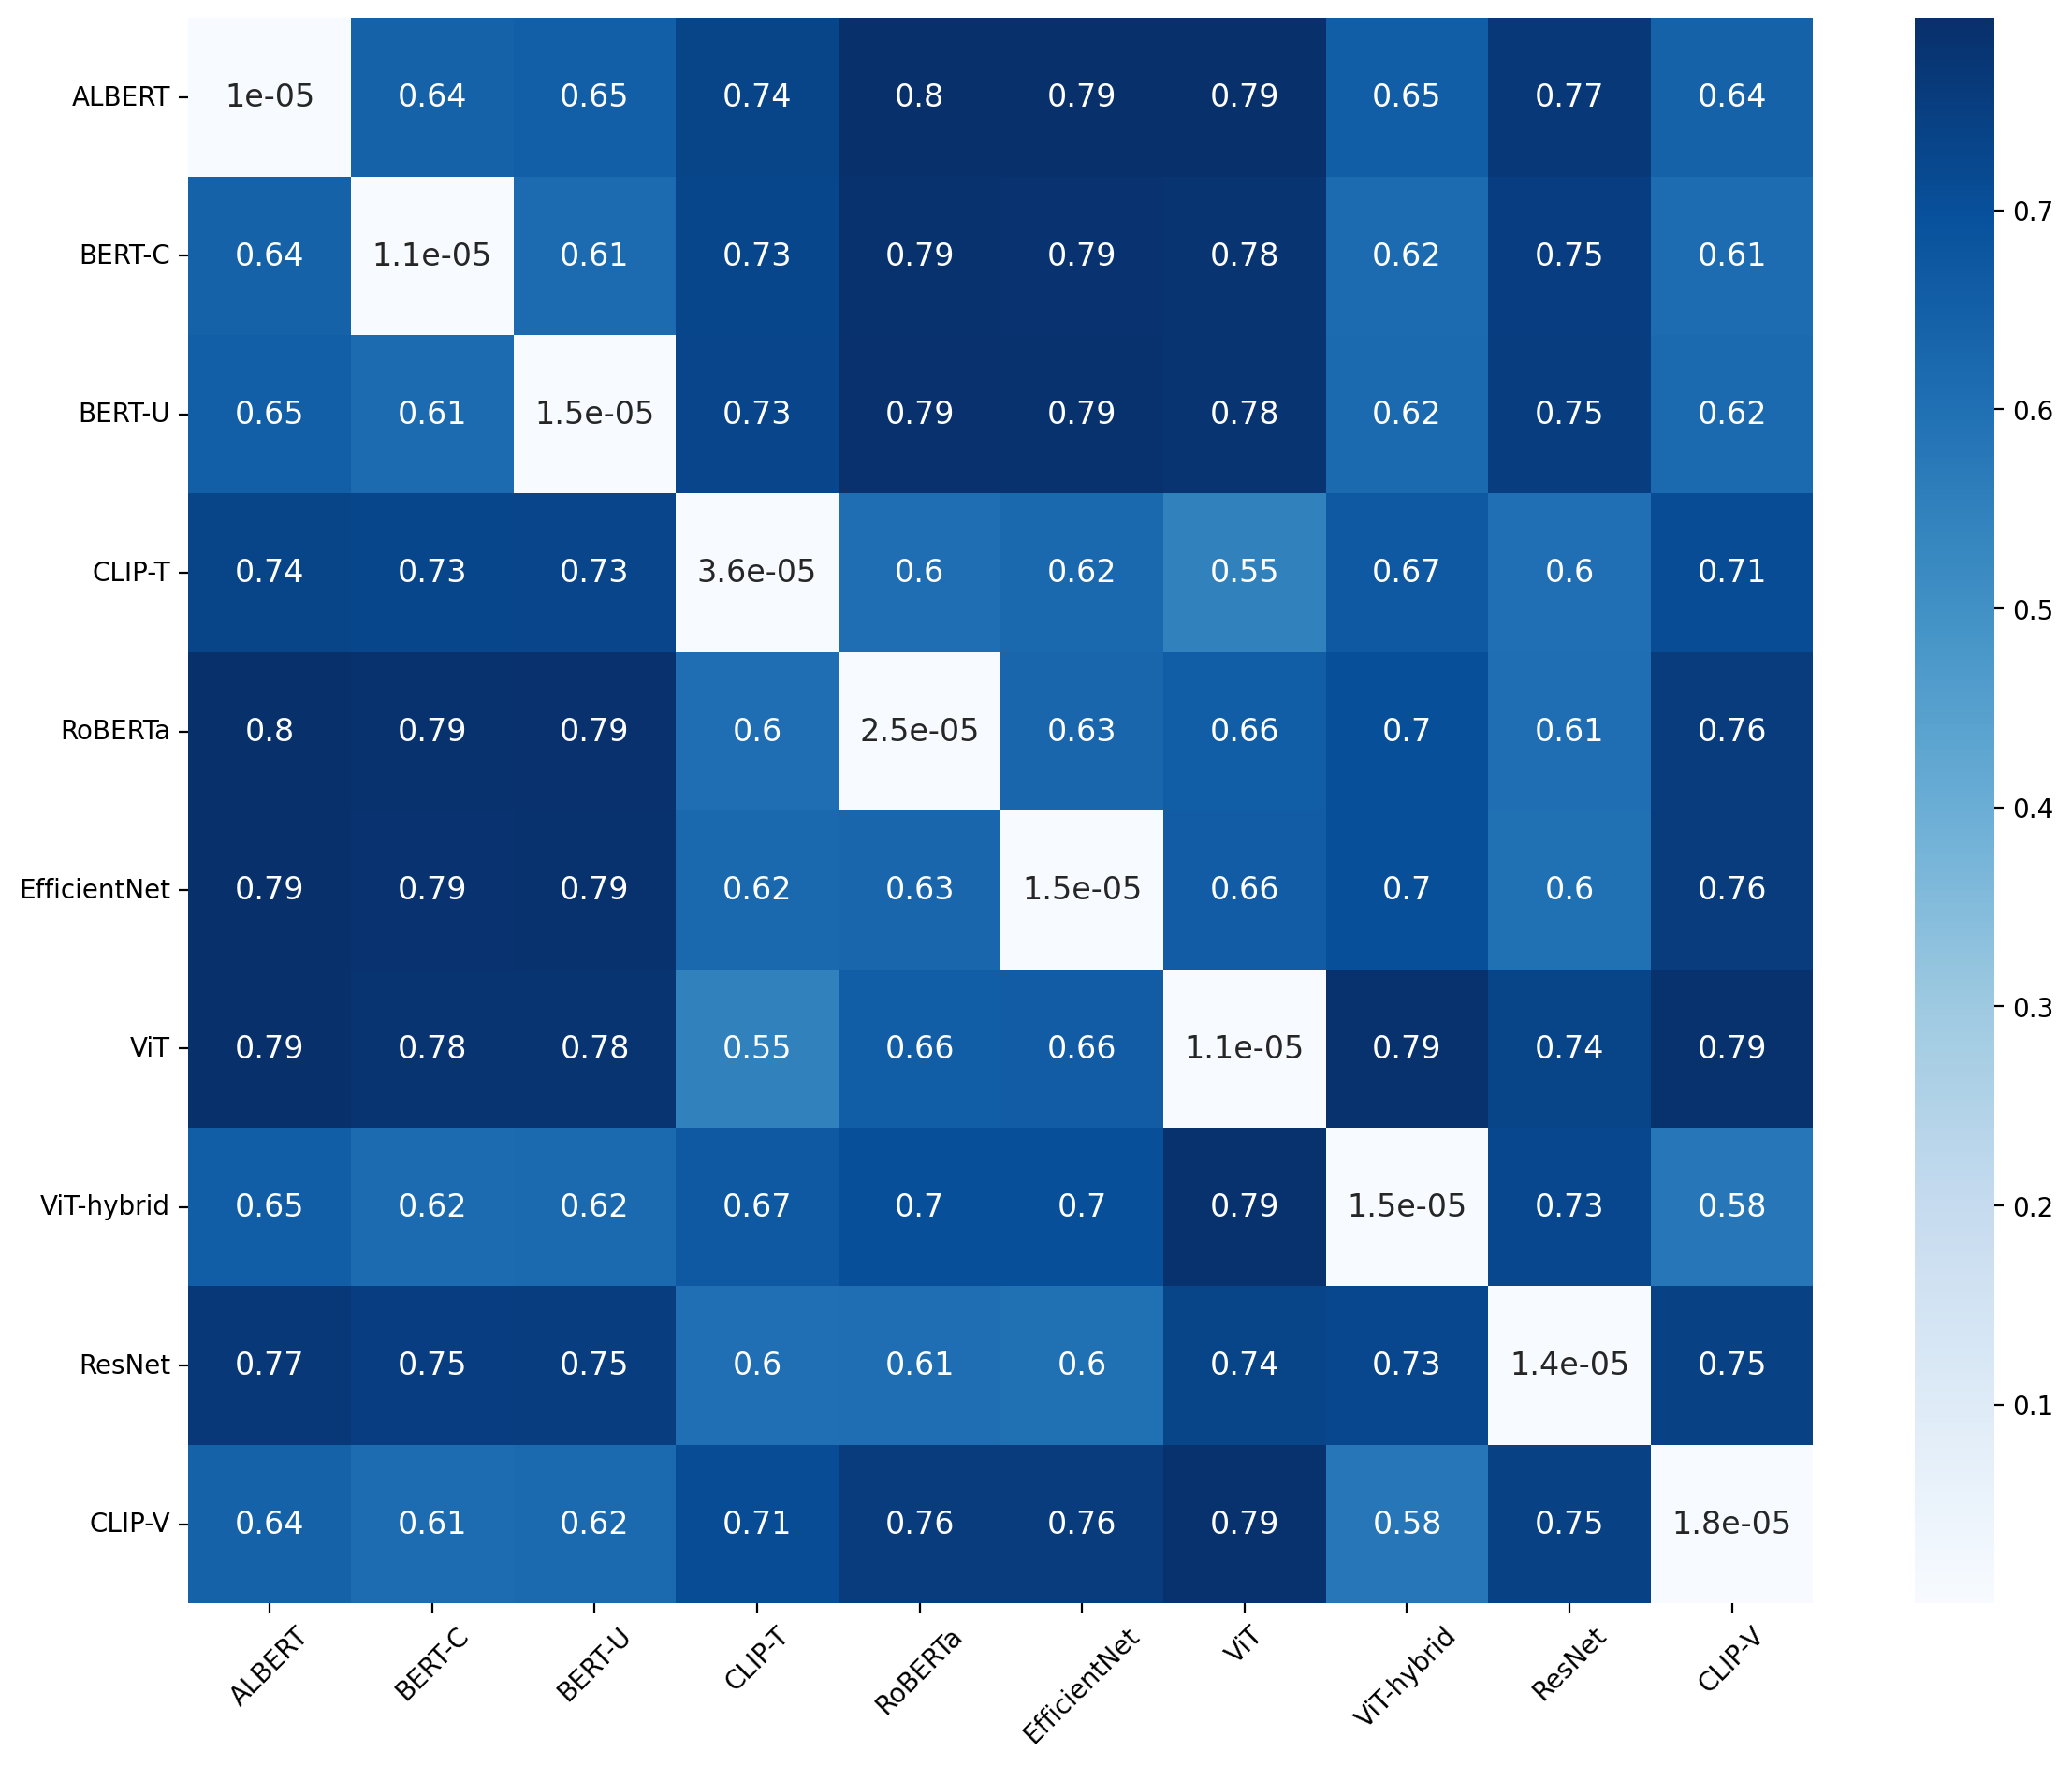 ALBERT 1e-05 0.64 0.65 0.74 0.8 0.79 0.79 0.65 0.77 0.64
BERT-C 0.64 1.1e-05 0.61 0.73 0.79 0.79 0.78 0.62 0.75 0.61
BERT-U 0.65 0.61 1.5e-05 0.73 0.79 0.79 0.78 0.62 0.75 0.62
CLIP-T 0.74 0.73 0.73 3.6e-05 0.6 0.62 0.55 0.67 0.6 0.71
RoBERTa 0.8 0.79 0.79 0.6 2.5e-05 0.63 0.66 0.7 0.61 0.76
EfficientNet 0.79 0.79 0.79 0.62 0.63 1.5e-05 0.66 0.7 0.6 0.76
ViT 0.79 0.78 0.78 0.55 0.66 0.66 1.1e-05 0.79 0.74 0.79
ViT-hybrid 0.65 0.62 0.62 0.67 0.7 0.7 0.79 1.5e-05 0.73 0.58
ResNet 0.77 0.75 0.75 0.6 0.61 0.6 0.74 0.73 1.4e-05 0.75
CLIP-V 0.64 0.61 0.62 0.71 0.76 0.76 0.79 0.58 0.75 1.8e-05
ALBERT BERT-C BERT-U CLIP-T RoBERTa EfficientNet ViT ViT-hybrid ResNet CLIP-V
0.7
0.6
0.5
0.4
0.3
0.2
0.1